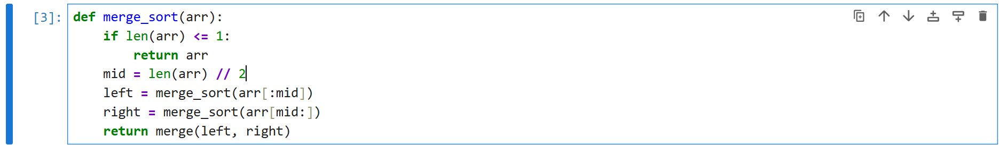 [3]: def merge_sort(arr):
    if len(arr) <= 1:
        return arr
    mid = len(arr) // 2
    left = merge_sort(arr[:mid])
    right = merge_sort(arr[mid:])
    return merge(left, right)